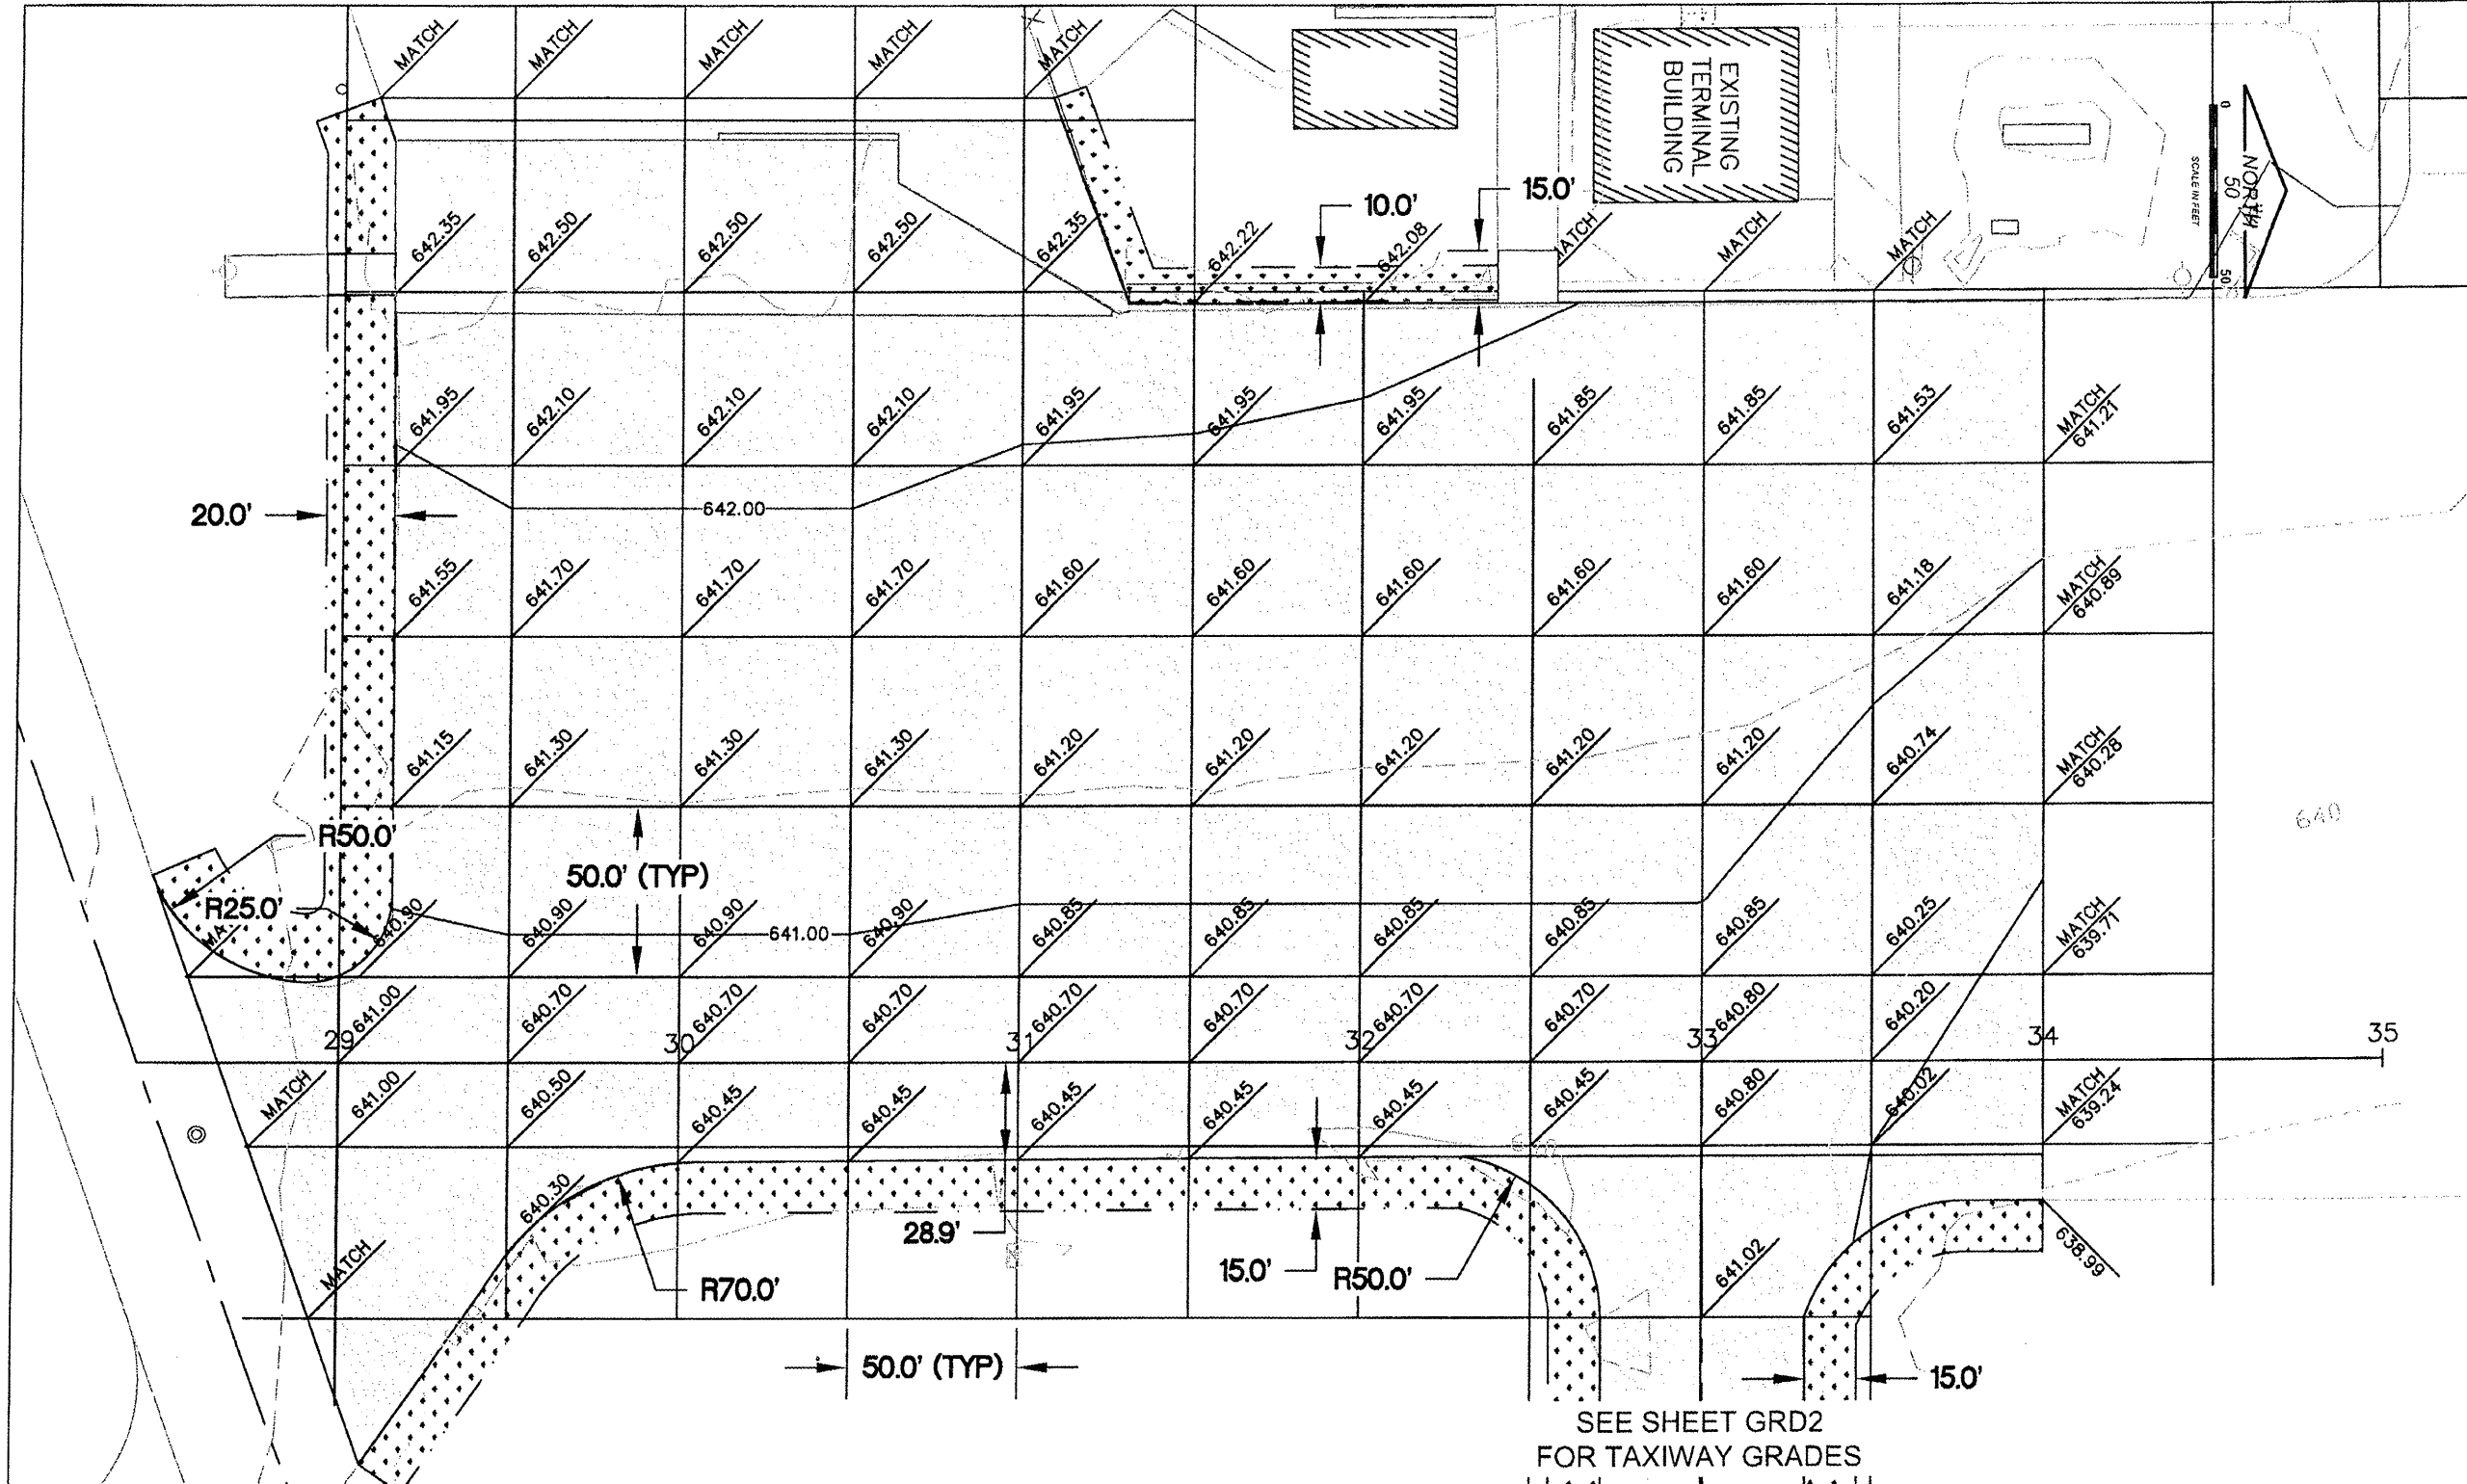 MATCH MATCH MATCH MATCH MATCH
EXISTING
TERMINAL
BUILDING
0
50
SCALE IN FEET
NORTH
50
10.0'
15.0'
642.35 642.50 642.50 642.50 642.35 642.22 642.08 MATCH MATCH MATCH
641.95 642.10 642.10 642.10 641.95 641.95 641.95 641.85 641.85 641.53 MATCH
641.21
20.0'
642.00
641.55 641.70 641.70 641.70 641.60 641.60 641.60 641.60 641.60 641.18 MATCH
640.89
641.15 641.30 641.30 641.30 641.20 641.20 641.20 641.20 641.20 640.74 MATCH
640.28
640
R50.0'
50.0' (TYP)
R25.0'
640.90 640.90 640.90 640.90 640.85 640.85 640.85 640.85 640.85 640.25 MATCH
639.71
641.00
641.00 640.70 640.70 640.70 640.70 640.70 640.70 640.70 640.80 640.20
29 30 31 32 33 34 35
MATCH 641.00 640.50 640.45 640.45 640.45 640.45 640.45 640.45 640.80 640.02 MATCH
639.24
640.30
28.9'
15.0'
R50.0'
R70.0'
MATCH
641.02
638.99
50.0' (TYP)
15.0'
SEE SHEET GRD2
FOR TAXIWAY GRADES